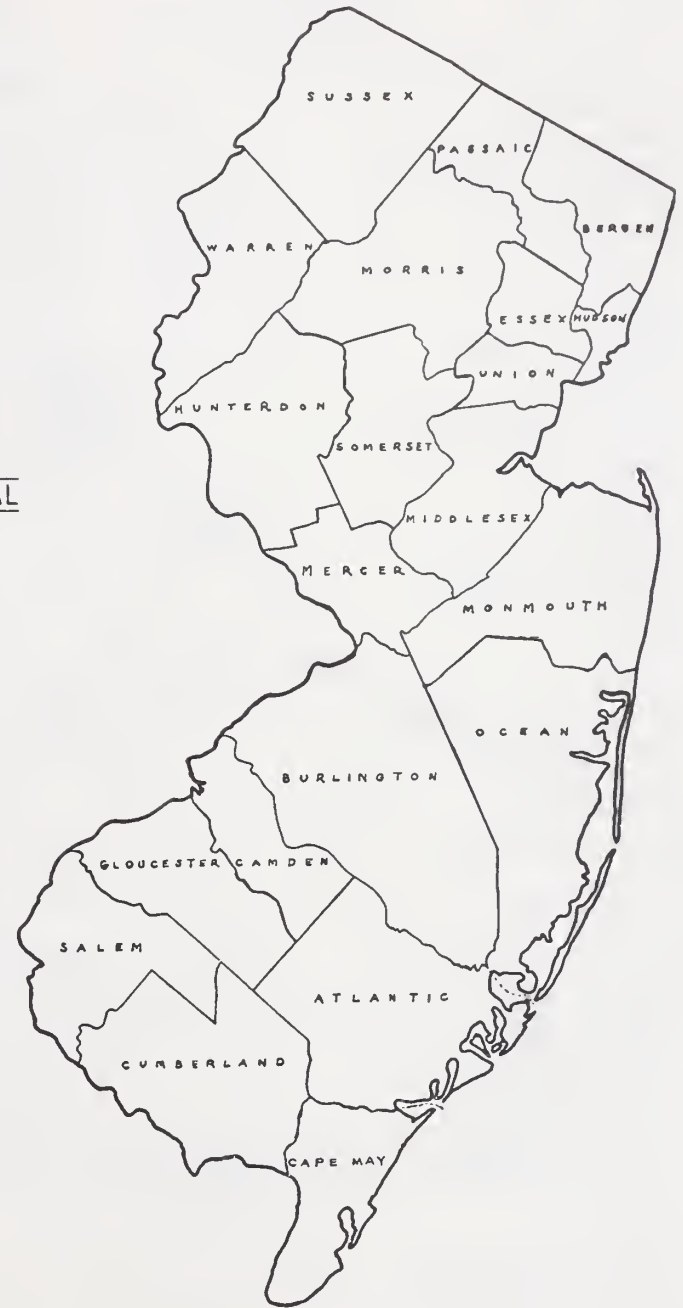 SUSSEX
PASSAIC
BERGEN
WARREN
MORRIS
ESSEX
HUDSON
UNION
HUNTERDON
SOMERSET
MIDDLESEX
MERCER
MONMOUTH
OCEAN
BURLINGTON
GLOUCESTER
CAMDEN
SALEM
ATLANTIC
CUMBERLAND
CAPE MAY